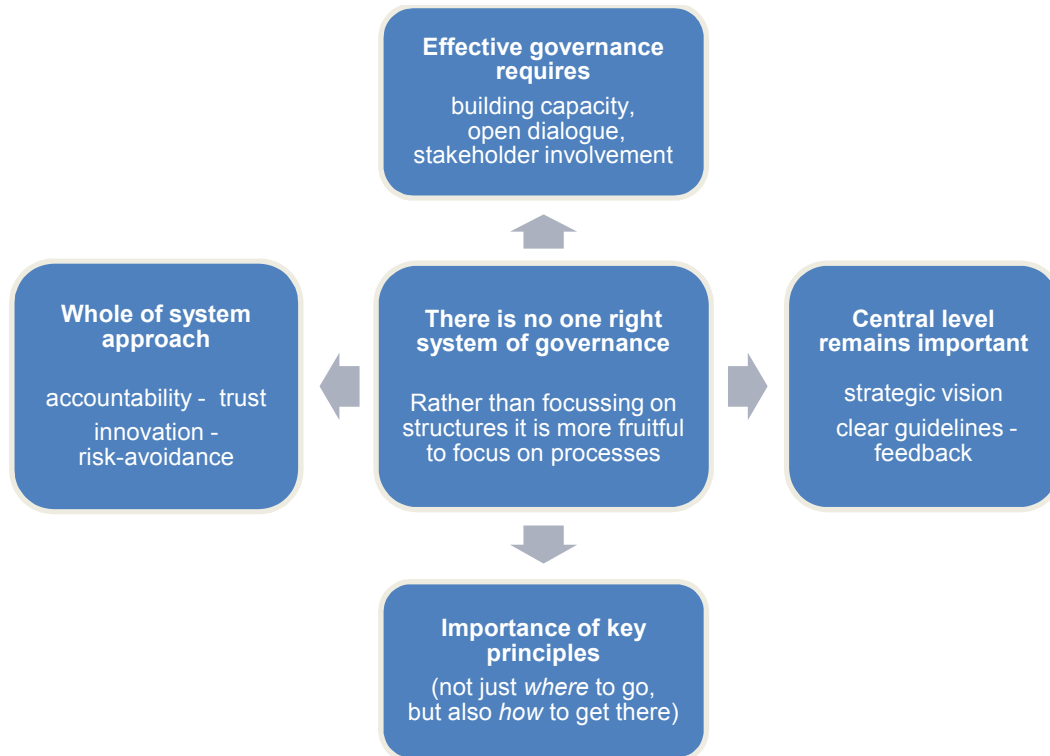 Effective governance
requires
building capacity,
open dialogue,
stakeholder involvement
Whole of system
approach
accountability - trust
innovation -
risk-avoidance
There is no one right
system of governance
Rather than focussing on
structures it is more fruitful
to focus on processes
Central level
remains important
strategic vision
clear guidelines -
feedback
Importance of key
principles
(not just where to go,
but also how to get there)